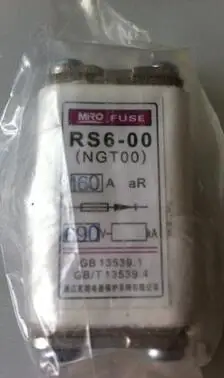 MIRO FUSE
RS6-00
(NGT00)
160 A aR
690 V kA
GB 13539.1
GB/T 13539.4